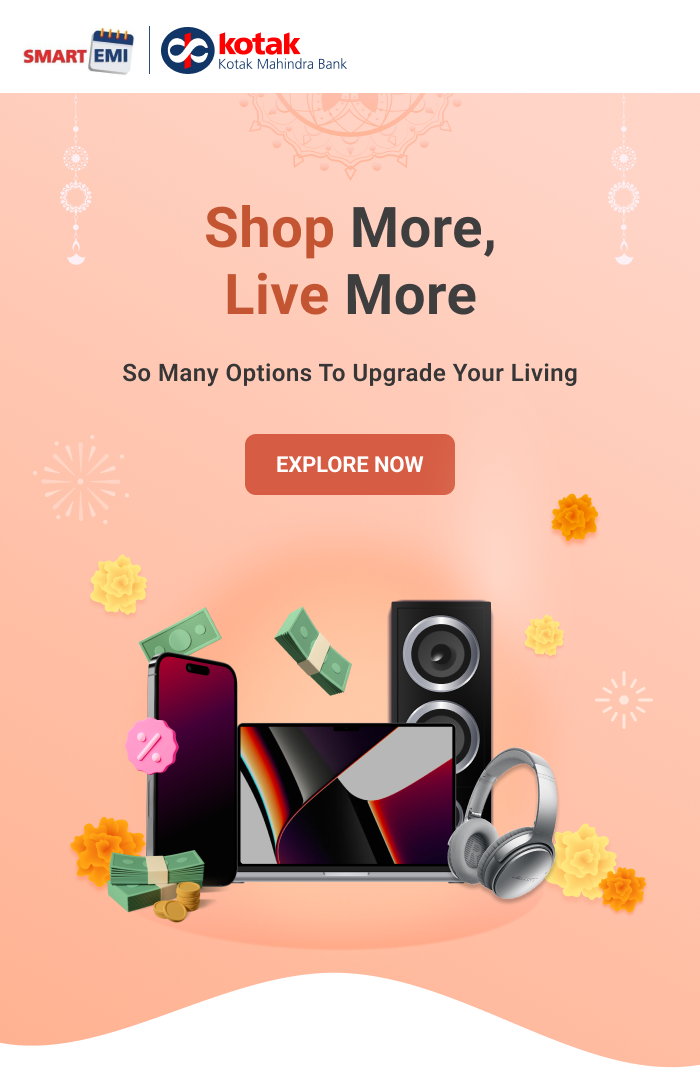 SMART EMI
kotak
Kotak Mahindra Bank
Shop More,
Live More
So Many Options To Upgrade Your Living
EXPLORE NOW